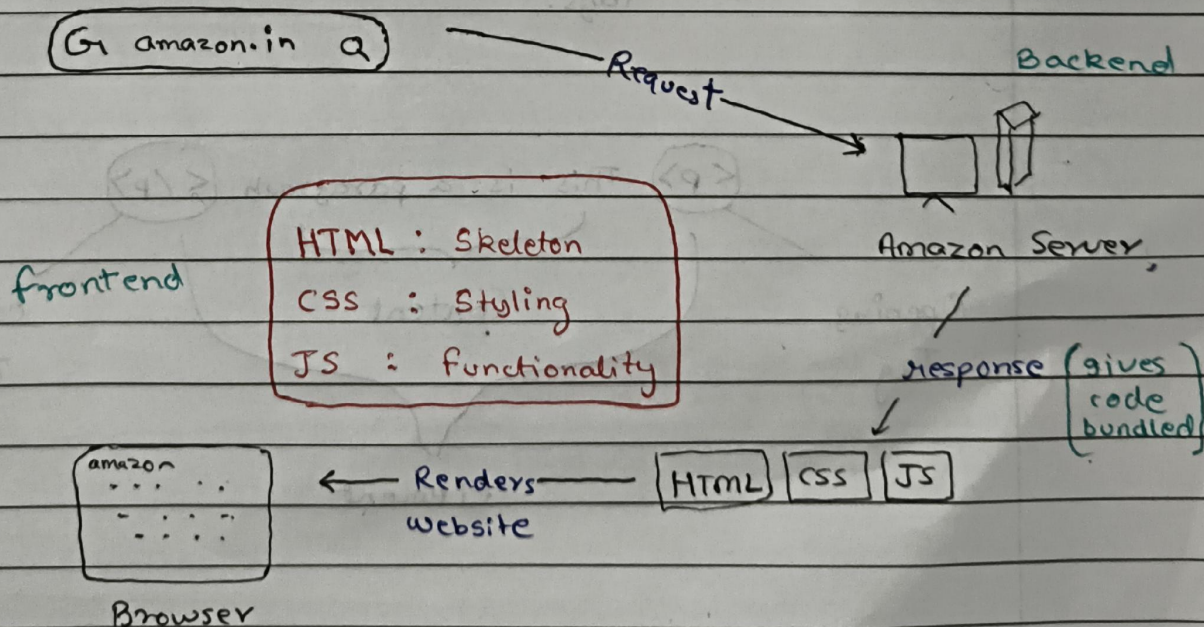 G amazon.in Q
Request
Backend
HTML : Skeleton
CSS : Styling
JS : functionality
frontend
Amazon Server,
response (gives
code
bundled)
HTML CSS JS
Renders
website
amazon
Browser